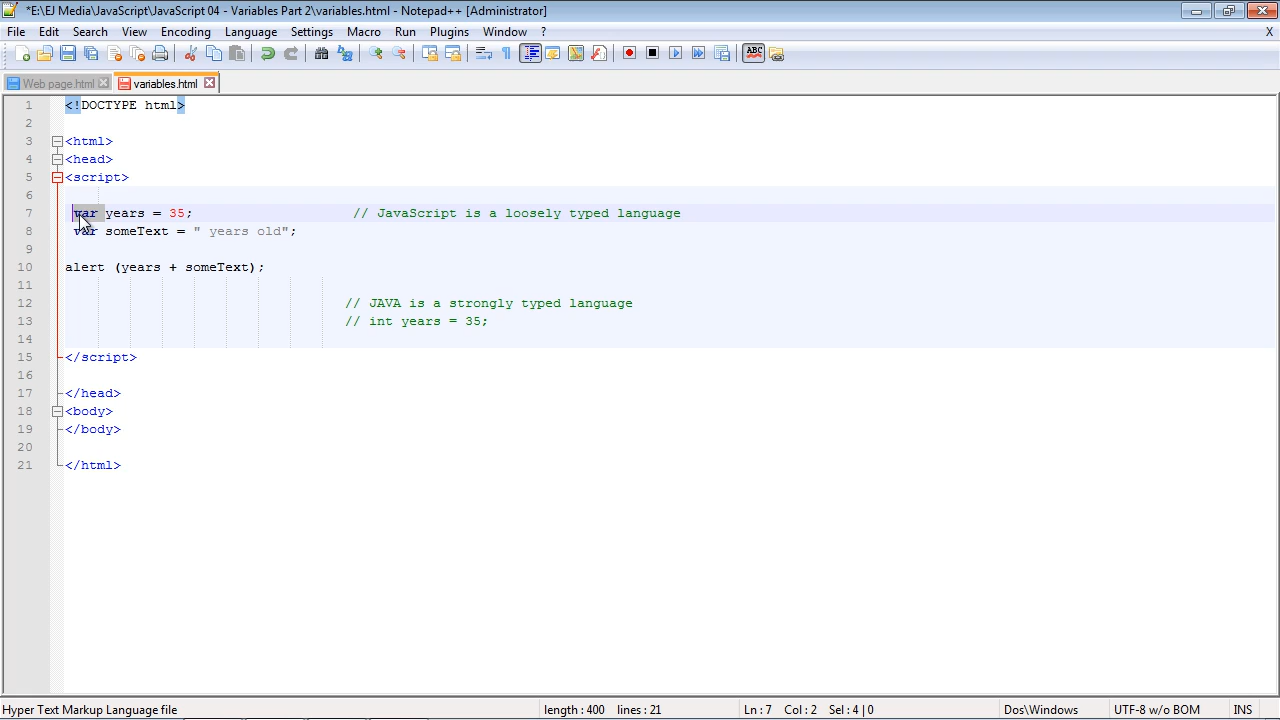 *E:\EJ Media\JavaScript\JavaScript 04 - Variables Part 2\variables.html - Notepad++ [Administrator]
File Edit Search View Encoding Language Settings Macro Run Plugins Window ? X
Web page.html variables.html
1 <!DOCTYPE html>
2
3 <html>
4 <head>
5 <script>
6
7 var years = 35; // JavaScript is a loosely typed language
8 var someText = " years old";
9
10 alert (years + someText);
11
12 // JAVA is a strongly typed language
13 // int years = 35;
14
15 </script>
16
17 </head>
18 <body>
19 </body>
20
21 </html>
Hyper Text Markup Language file length : 400 lines : 21 Ln : 7 Col : 2 Sel : 4 | 0 Dos\Windows UTF-8 w/o BOM INS